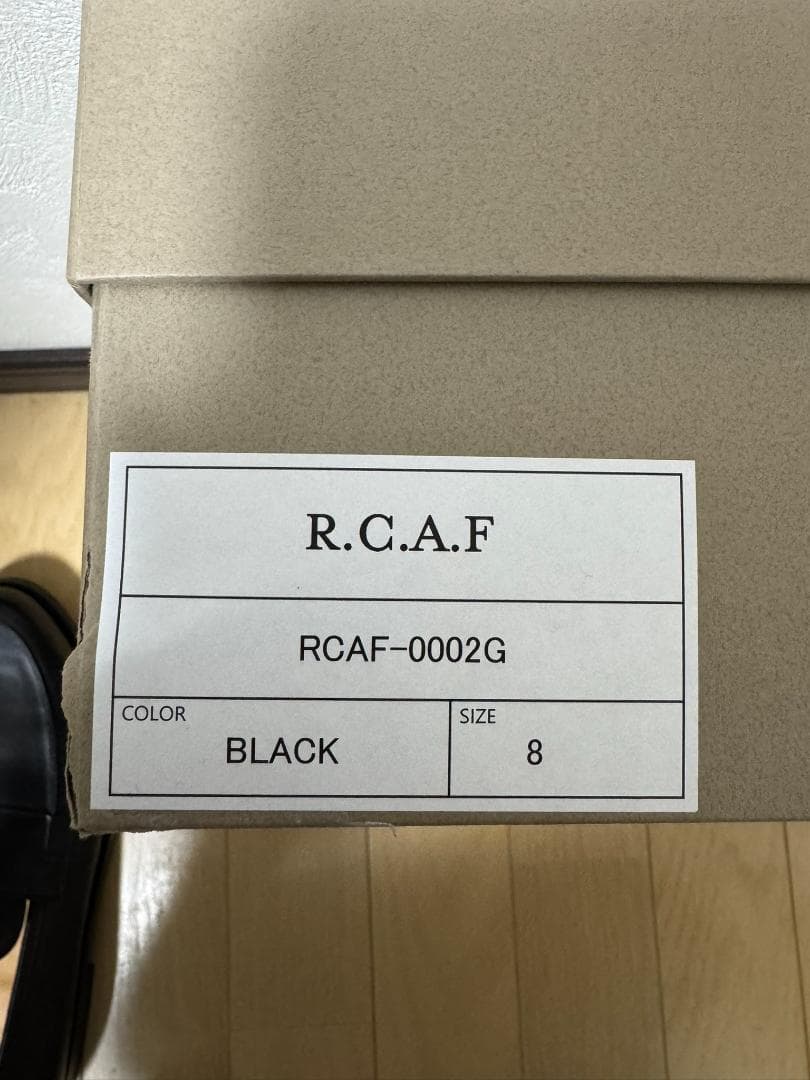 R.C.A.F
RCAF-0002G
COLOR
BLACK
SIZE
8